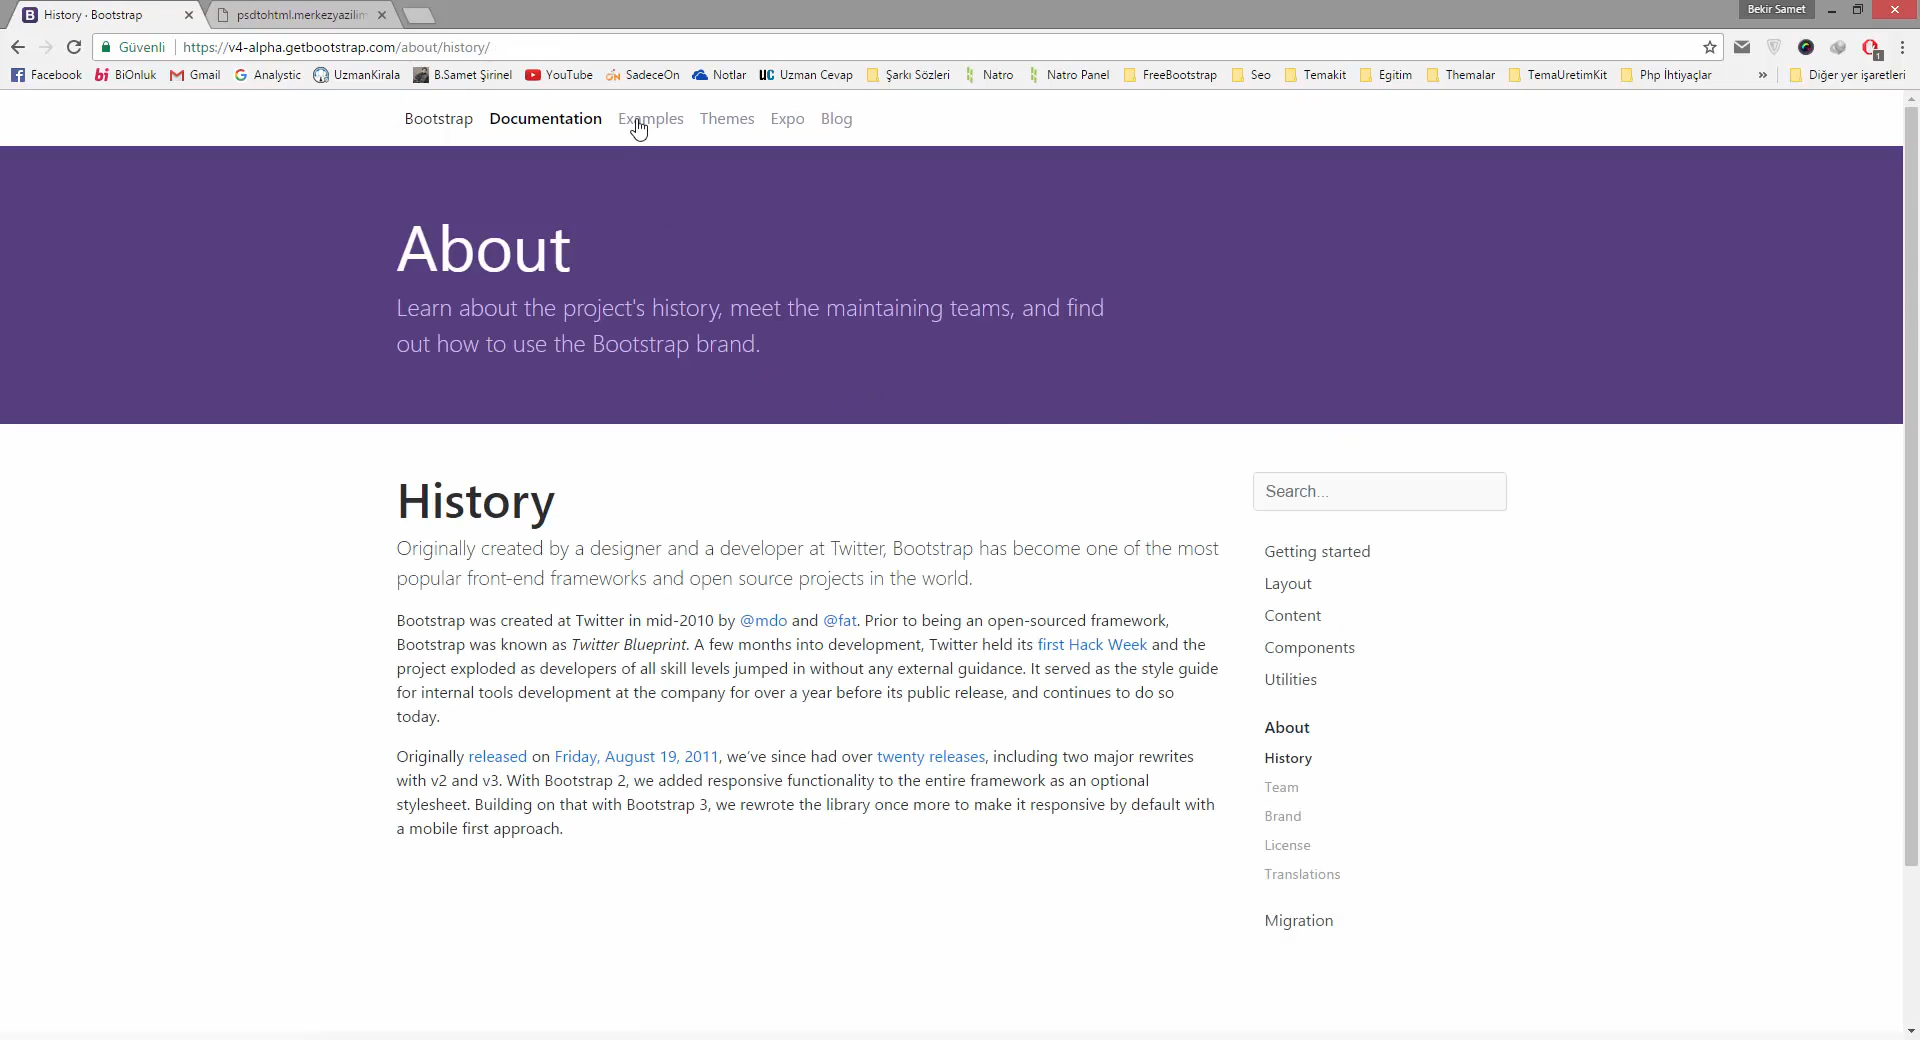 History · Bootstrap
psdtohtml.merkezyazilim
Bekir Samet
Güvenli
https://v4-alpha.getbootstrap.com/about/history/
1
Facebook
BiOnluk
Gmail
Analystic
UzmanKirala
B.Samet Şirinel
YouTube
SadeceOn
Notlar
Uzman Cevap
Şarkı Sözleri
Natro
Natro Panel
FreeBootstrap
Seo
Temakit
Egitim
Themalar
TemaUretimKit
Php İhtiyaçlar
»
Diğer yer işaretleri
Bootstrap
Documentation
Examples
Themes
Expo
Blog
About
Learn about the project's history, meet the maintaining teams, and find
out how to use the Bootstrap brand.
History
Originally created by a designer and a developer at Twitter, Bootstrap has become one of the most
popular front-end frameworks and open source projects in the world.
Bootstrap was created at Twitter in mid-2010 by @mdo and @fat. Prior to being an open-sourced framework,
Bootstrap was known as Twitter Blueprint. A few months into development, Twitter held its first Hack Week and the
project exploded as developers of all skill levels jumped in without any external guidance. It served as the style guide
for internal tools development at the company for over a year before its public release, and continues to do so
today.
Originally released on Friday, August 19, 2011, we've since had over twenty releases, including two major rewrites
with v2 and v3. With Bootstrap 2, we added responsive functionality to the entire framework as an optional
stylesheet. Building on that with Bootstrap 3, we rewrote the library once more to make it responsive by default with
a mobile first approach.
Search...
Getting started
Layout
Content
Components
Utilities
About
History
Team
Brand
License
Translations
Migration